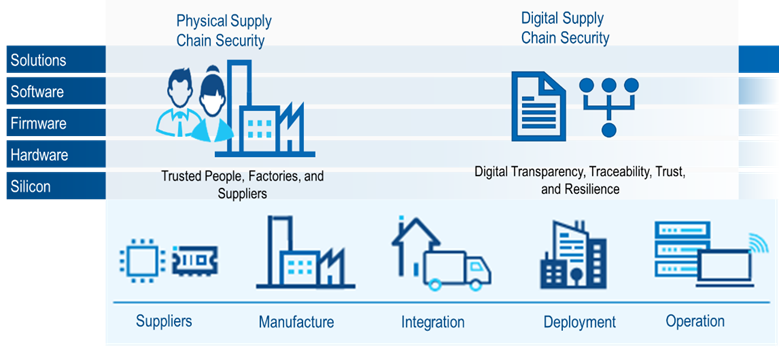 Physical Supply
Chain Security
Digital Supply
Chain Security
Solutions
Software
Firmware
Hardware
Silicon
Trusted People, Factories, and
Suppliers
Digital Transparency, Traceability, Trust,
and Resilience
Suppliers
Manufacture
Integration
Deployment
Operation